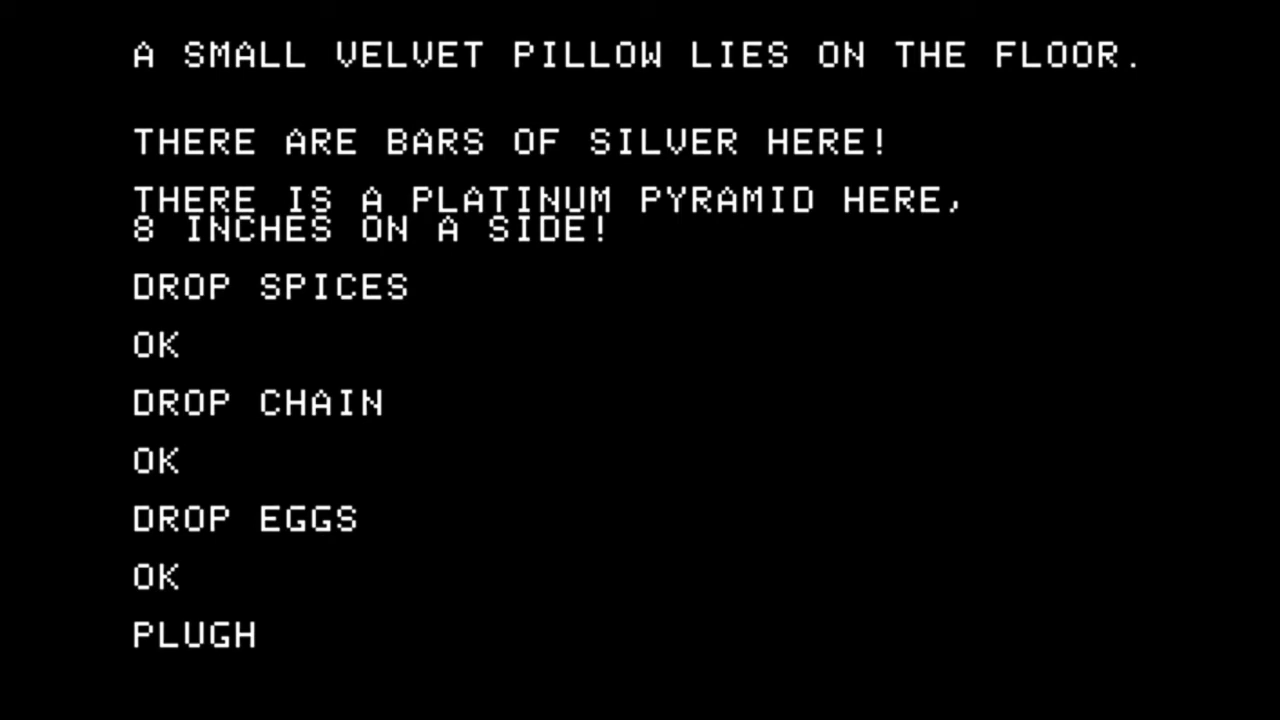 A SMALL VELVET PILLOW LIES ON THE FLOOR.
THERE ARE BARS OF SILVER HERE!
THERE IS A PLATINUM PYRAMID HERE,
8 INCHES ON A SIDE!
DROP SPICES
OK
DROP CHAIN
OK
DROP EGGS
OK
PLUGH